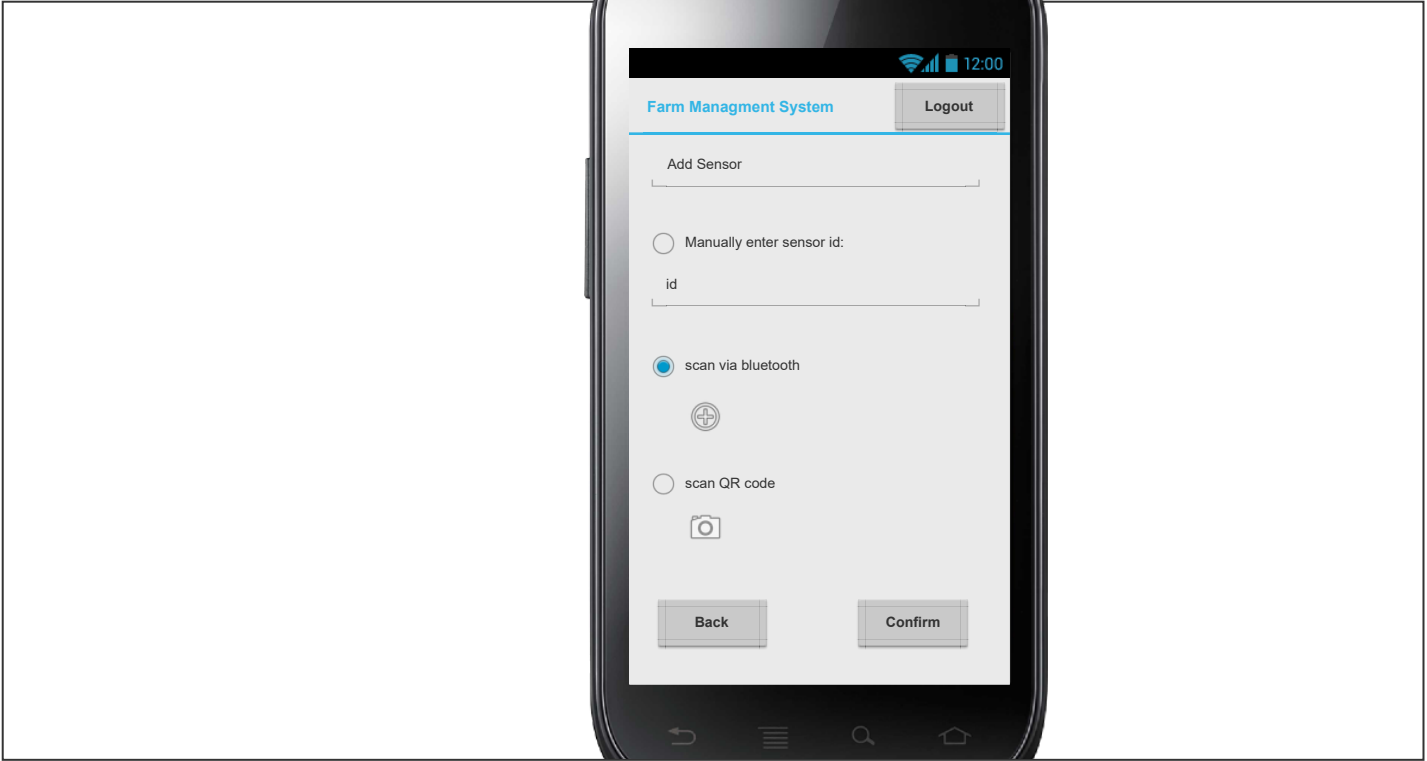 12:00
Farm Managment System
Logout
Add Sensor
Manually enter sensor id:
id
scan via bluetooth
scan QR code
Back
Confirm